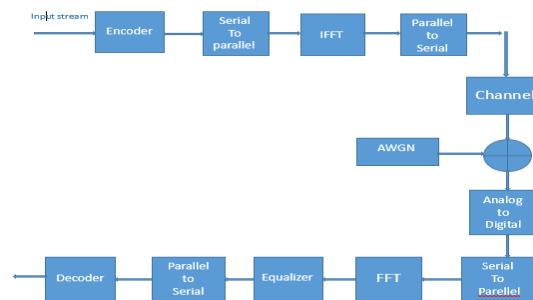 Input stream
Encoder
Serial
To
parallel
IFFT
Parallel
to
Serial
Channel
AWGN
Analog
to
Digital
Serial
To
Parellel
FFT
Equalizer
Parallel
to
Serial
Decoder